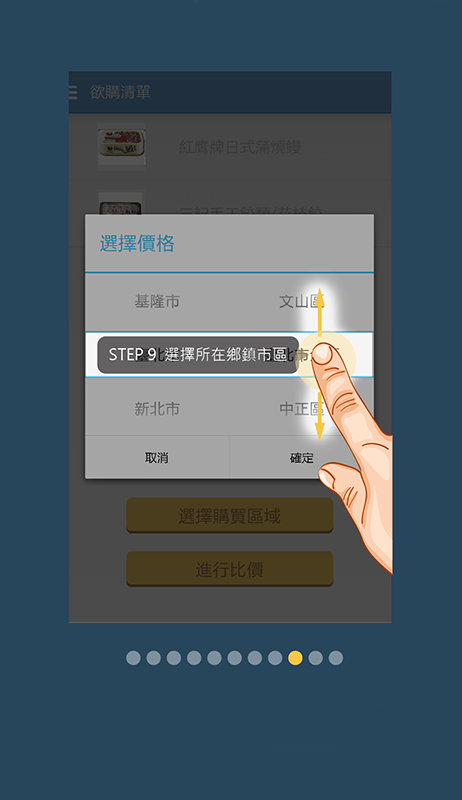 欲購清單
紅鷹牌日式蒲燒鰻
選擇價格
基隆市 文山區
STEP 9 選擇所在鄉鎮市區
新北市 中正區
取消 確定
選擇購買區域
進行比價